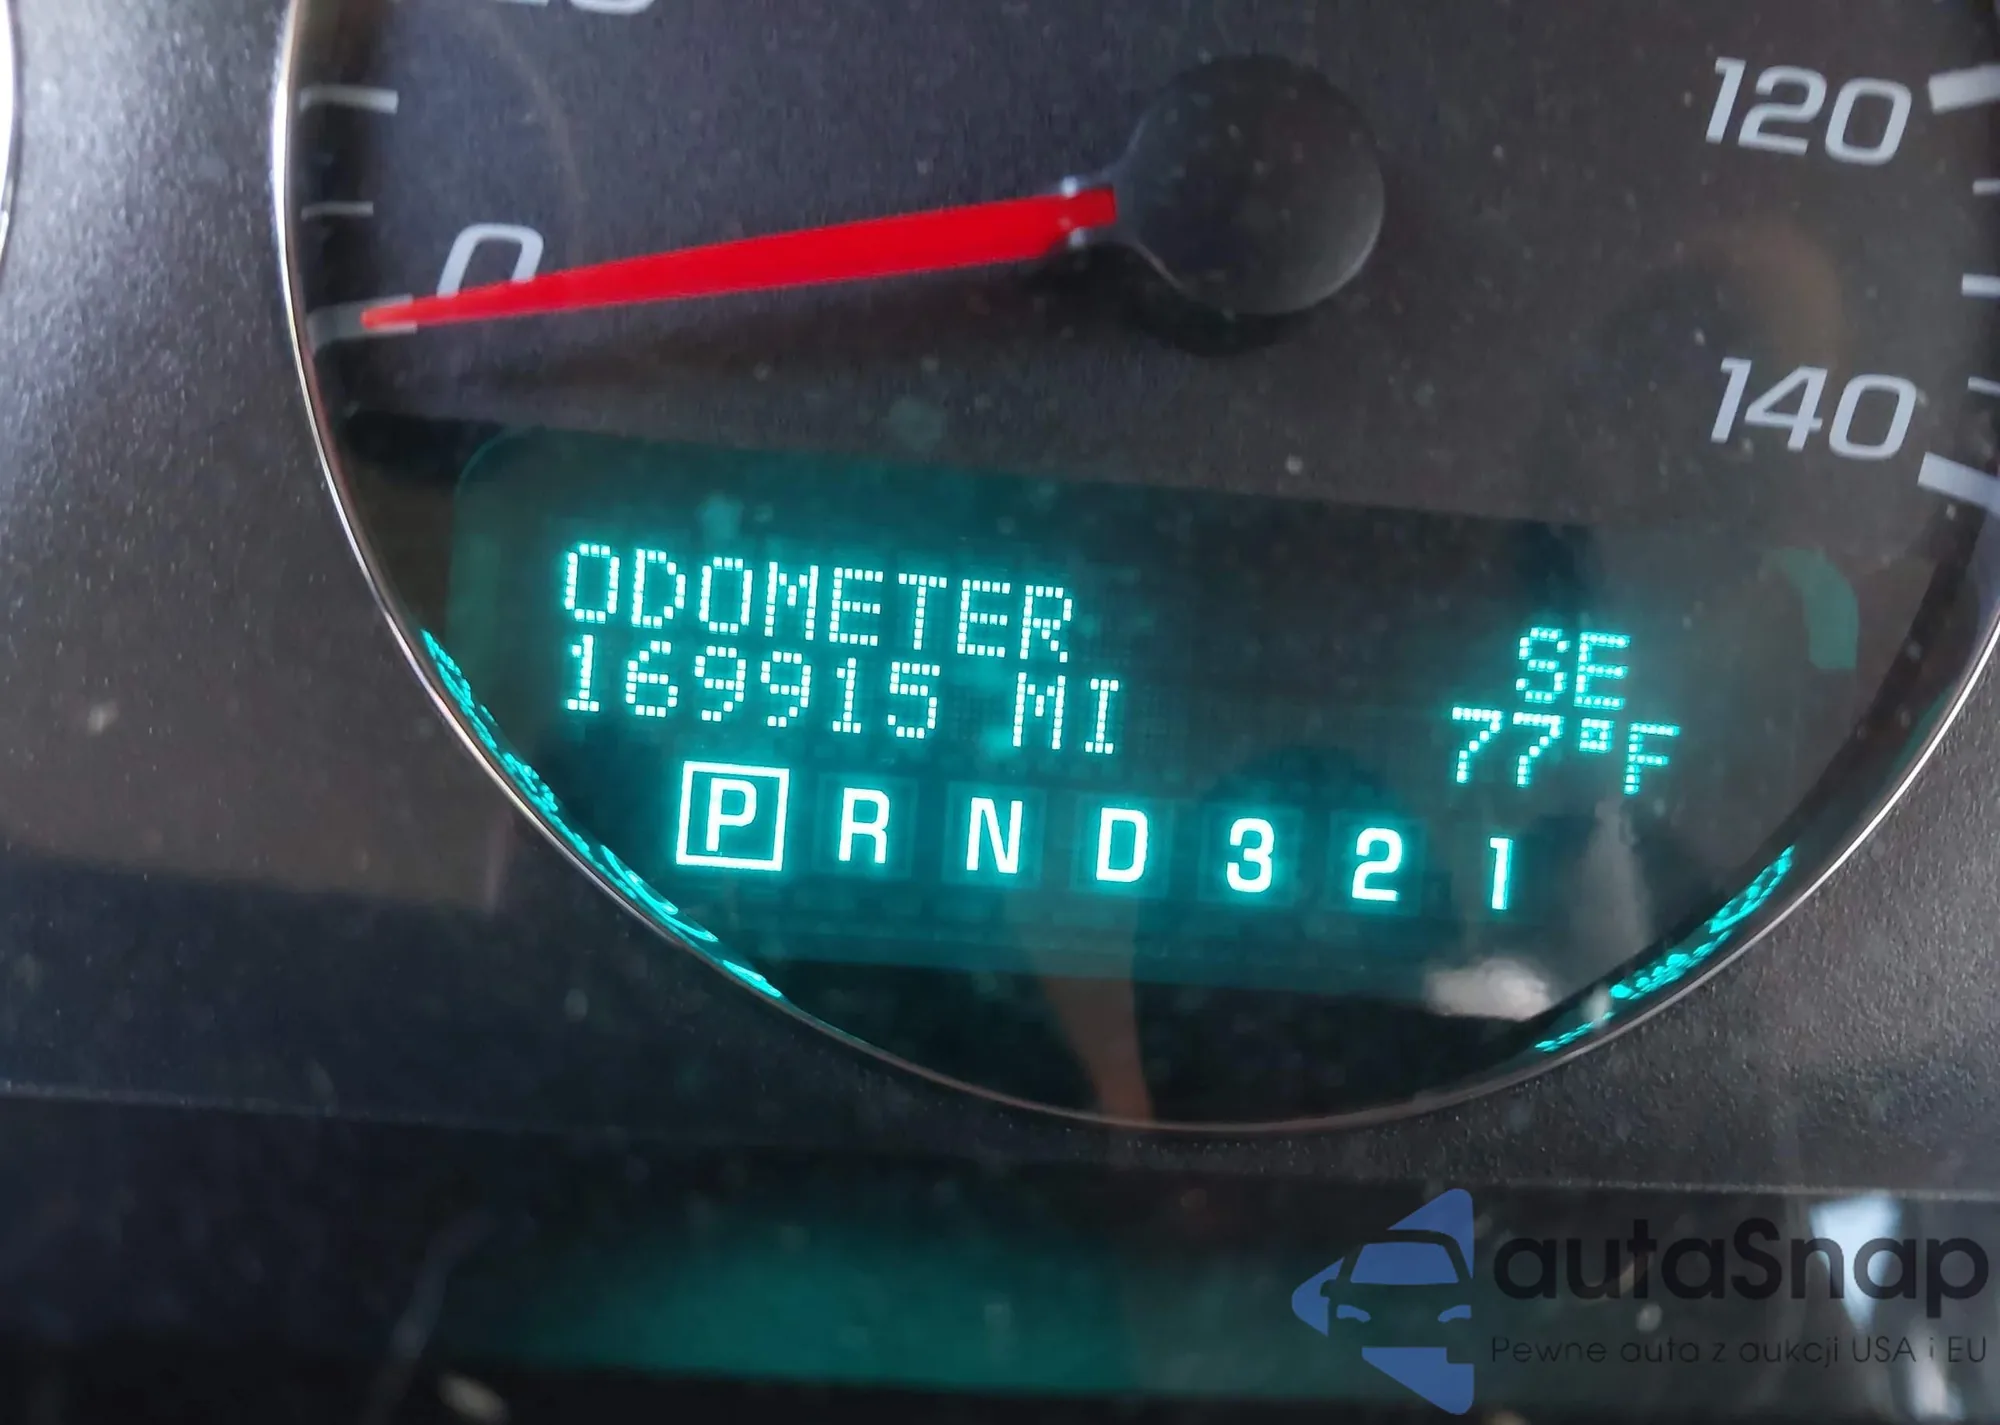 120
0
140
ODOMETER
169915 MI
SE
77°F
P R N D 3 2 1
autaSnap
Pewne auta z aukcji USA i EU